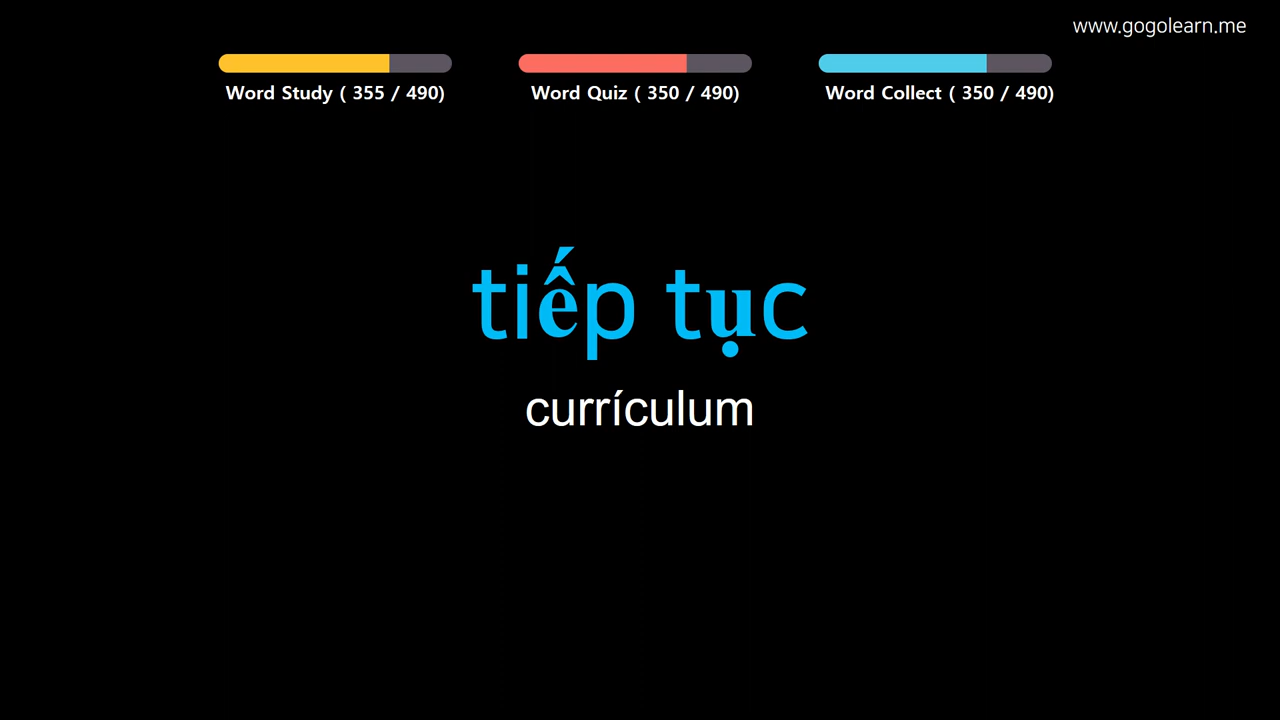 www.gogolearn.me
Word Study ( 355 / 490)
Word Quiz ( 350 / 490)
Word Collect ( 350 / 490)
tiếp tục
currículum